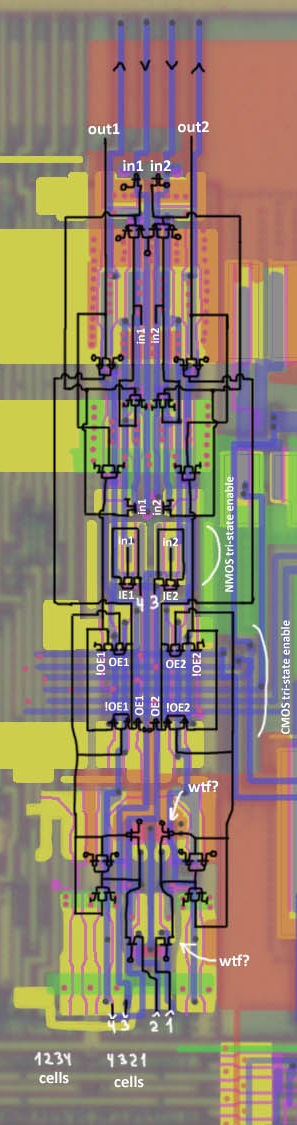 out1 out2
in1 in2
in1 in2
in1 in2
in1 in2
IE1 4 3 IE2
NMOS tri-state enable
!OE1 OE1 OE2 !OE2
!OE1 OE1 OE2 !OE2
CMOS tri-state enable
wtf?
wtf?
4 3 2 1
1234 4321
cells cells